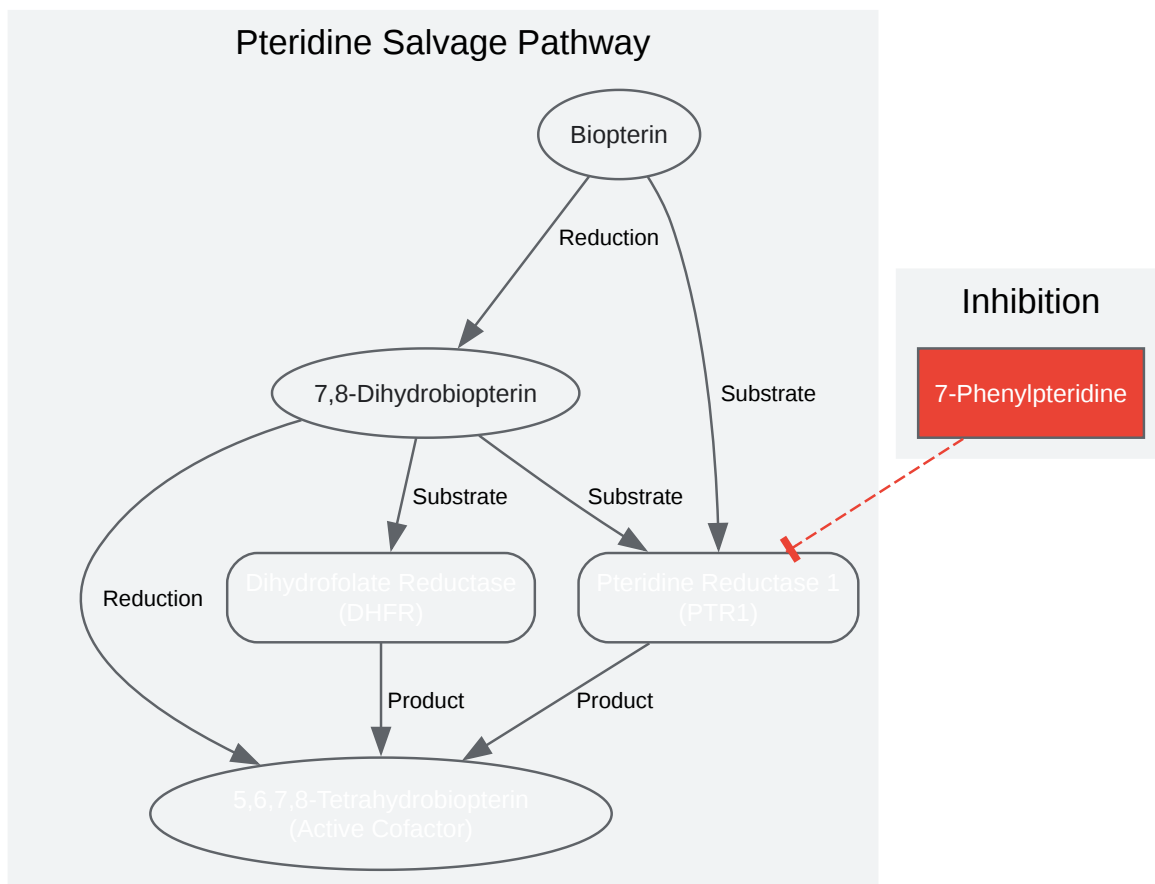 Pteridine Salvage Pathway
Biopterin
Reduction
Inhibition
7-Phenylpteridine
7,8-Dihydrobiopterin
Substrate
Substrate
Substrate
Dihydrofolate Reductase
(DHFR)
Pteridine Reductase 1
(PTR1)
Reduction
Product
Product
5,6,7,8-Tetrahydrobiopterin
(Active Cofactor)